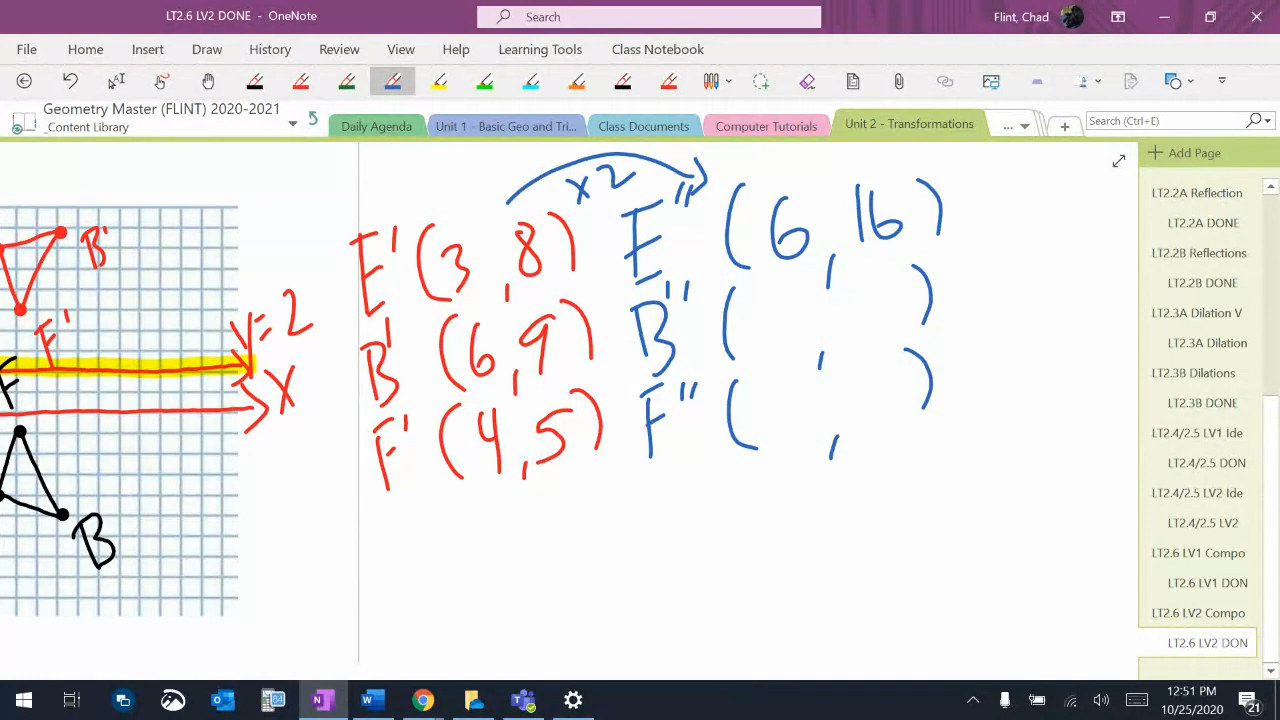 LT2.6 LV2 DONE - OneNote
Search
Flint, Chad
File Home Insert Draw History Review View Help Learning Tools Class Notebook
Geometry Master (FLINT) 2020-2021
_Content Library
Daily Agenda
Unit 1 - Basic Geo and Tri...
Class Documents
Computer Tutorials
Unit 2 - Transformations
...
Search (Ctrl+E)
Add Page
LT2.2A Reflection
LT2.2A DONE
LT2.2B Reflections
LT2.2B DONE
LT2.3A Dilation V
LT2.3A Dilation
LT2.3B Dilations
LT2.3B DONE
LT2.4/2.5 LV1 Ide
LT2.4/2.5 DON
LT2.4/2.5 LV2 Ide
LT2.4/2.5 LV2
LT2.6 LV1 Compo
LT2.6 LV1 DON
LT2.6 LV2 Compo
LT2.6 LV2 DON
x2
E' (3, 8) E'' (6, 16)
B' (6, 9) B'' ( , )
F' (4, 5) F'' ( , )
B'
F'
Y=2
X
F
B
12:51 PM
10/25/2020
21